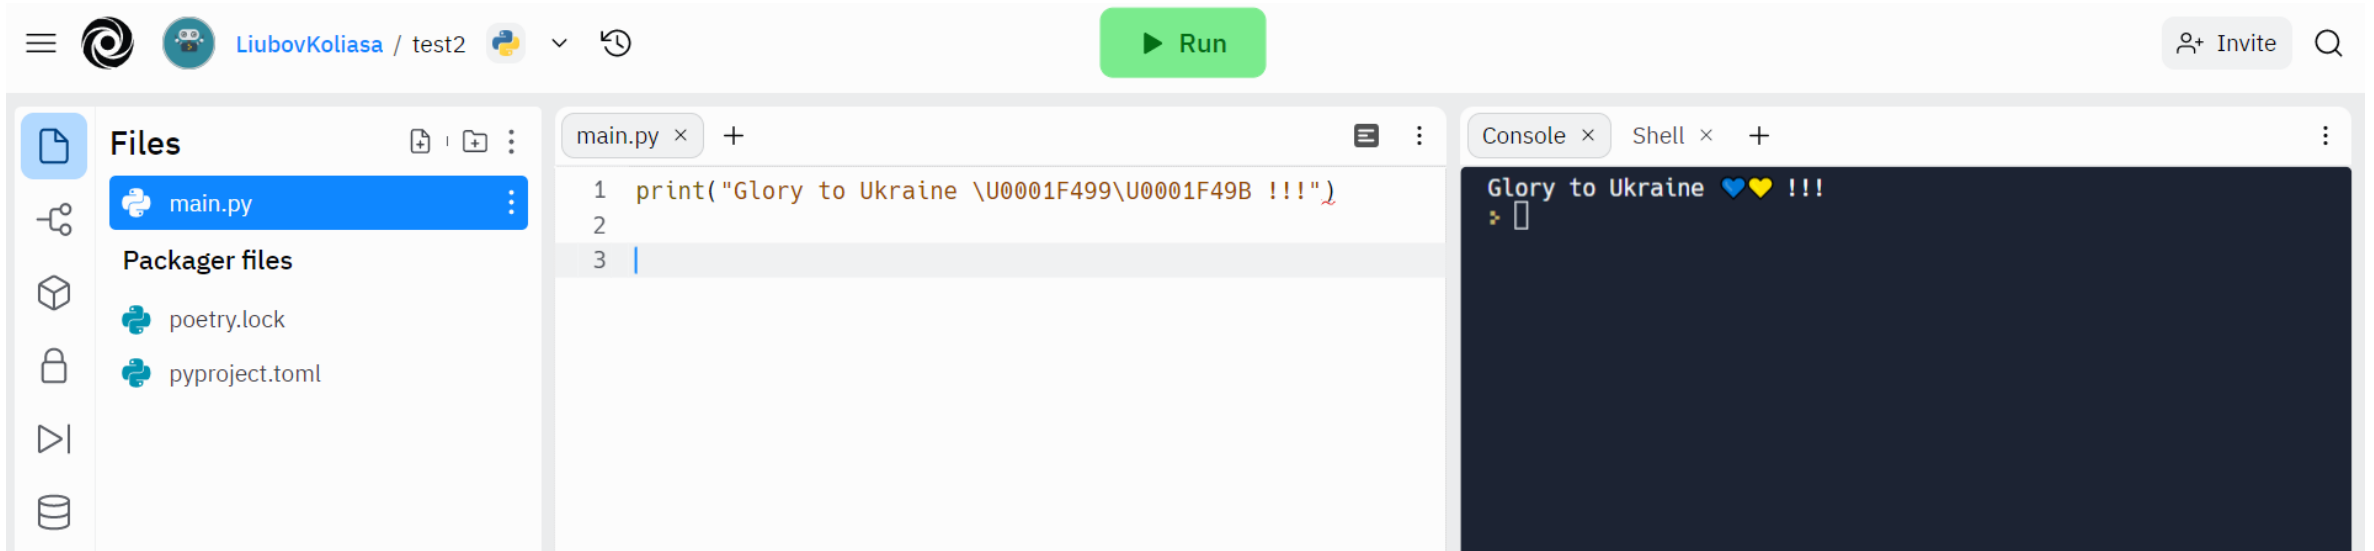 LiubovKoliasa / test2
Run
Invite
Files
main.py
Packager files
poetry.lock
pyproject.toml
main.py
1 print("Glory to Ukraine \U0001F499\U0001F49B !!!")
2
3
Console
Shell
Glory to Ukraine 💙💛 !!!
>